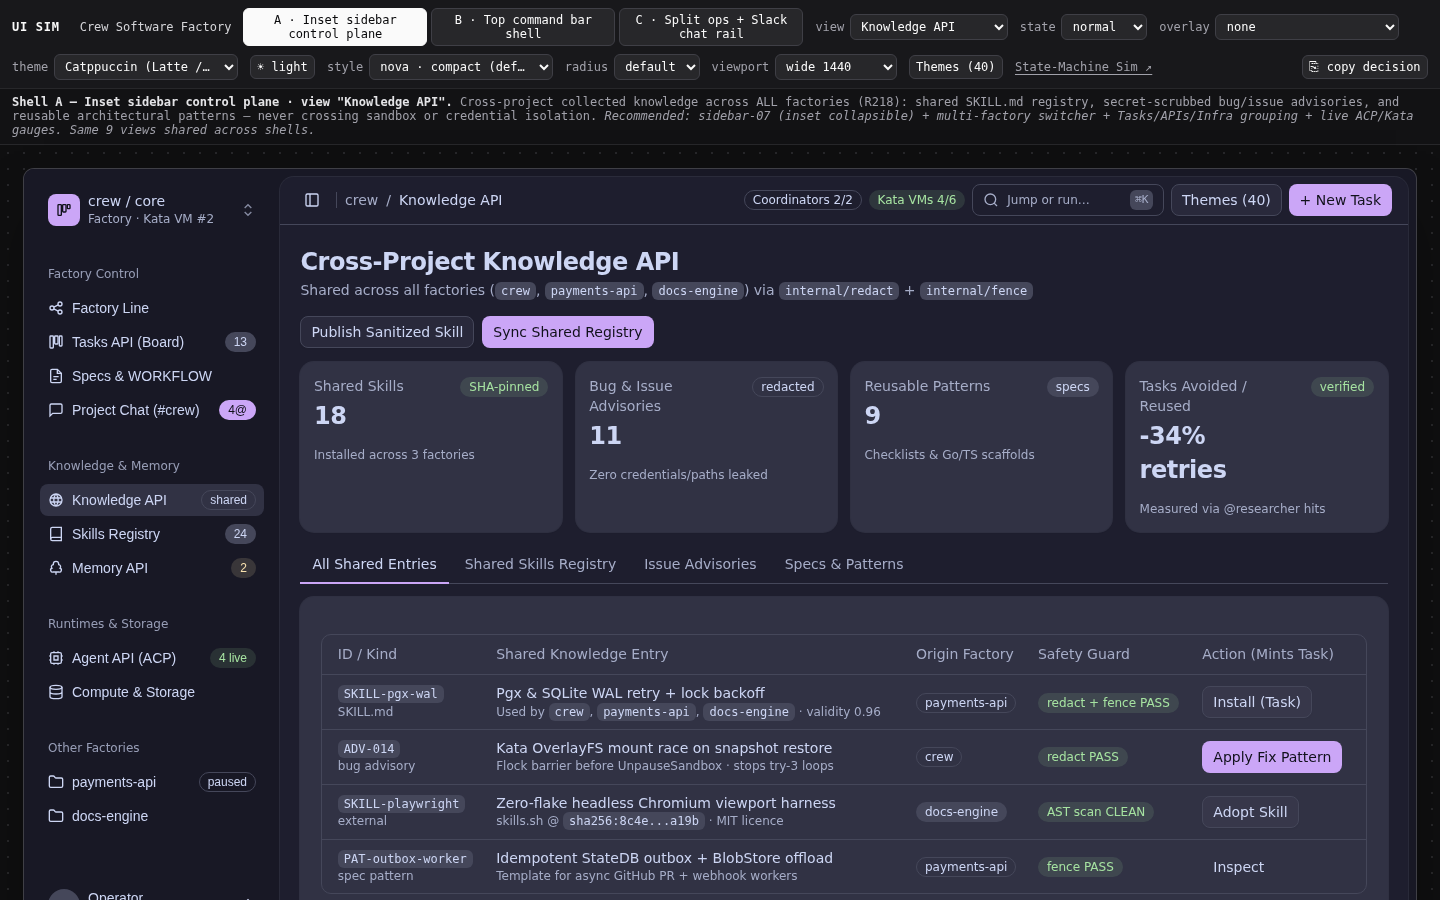 UI SIM Crew Software Factory
A · Inset sidebar control plane
B · Top command bar shell
C · Split ops + Slack chat rail
view Knowledge API state normal overlay none
theme Catppuccin (Latte /… ☀ light style nova · compact (def… radius default viewport wide 1440 Themes (40) State-Machine Sim ↗ ⎘ copy decision
Shell A — Inset sidebar control plane · view "Knowledge API". Cross-project collected knowledge across ALL factories (R218): shared SKILL.md registry, secret-scrubbed bug/issue advisories, and
reusable architectural patterns — never crossing sandbox or credential isolation. Recommended: sidebar-07 (inset collapsible) + multi-factory switcher + Tasks/APIs/Infra grouping + live ACP/Kata
gauges. Same 9 views shared across shells.
crew / core
Factory · Kata VM #2
Factory Control
Factory Line
Tasks API (Board) 13
Specs & WORKFLOW
Project Chat (#crew) 4@
Knowledge & Memory
Knowledge API shared
Skills Registry 24
Memory API 2
Runtimes & Storage
Agent API (ACP) 4 live
Compute & Storage
Other Factories
payments-api paused
docs-engine
Operator
crew / Knowledge API Coordinators 2/2 Kata VMs 4/6 Jump or run… ⌘K Themes (40) + New Task
Cross-Project Knowledge API
Shared across all factories (crew, payments-api, docs-engine) via internal/redact + internal/fence
Publish Sanitized Skill Sync Shared Registry
Shared Skills SHA-pinned
18
Installed across 3 factories
Bug & Issue Advisories redacted
11
Zero credentials/paths leaked
Reusable Patterns specs
9
Checklists & Go/TS scaffolds
Tasks Avoided / Reused verified
-34% retries
Measured via @researcher hits
All Shared Entries Shared Skills Registry Issue Advisories Specs & Patterns
ID / Kind Shared Knowledge Entry Origin Factory Safety Guard Action (Mints Task)
SKILL-pgx-wal Pgx & SQLite WAL retry + lock backoff payments-api redact + fence PASS Install (Task)
SKILL.md Used by crew, payments-api, docs-engine · validity 0.96
ADV-014 Kata OverlayFS mount race on snapshot restore crew redact PASS Apply Fix Pattern
bug advisory Flock barrier before UnpauseSandbox · stops try-3 loops
SKILL-playwright Zero-flake headless Chromium viewport harness docs-engine AST scan CLEAN Adopt Skill
external skills.sh @ sha256:8c4e...a19b · MIT licence
PAT-outbox-worker Idempotent StateDB outbox + BlobStore offload payments-api fence PASS Inspect
spec pattern Template for async GitHub PR + webhook workers